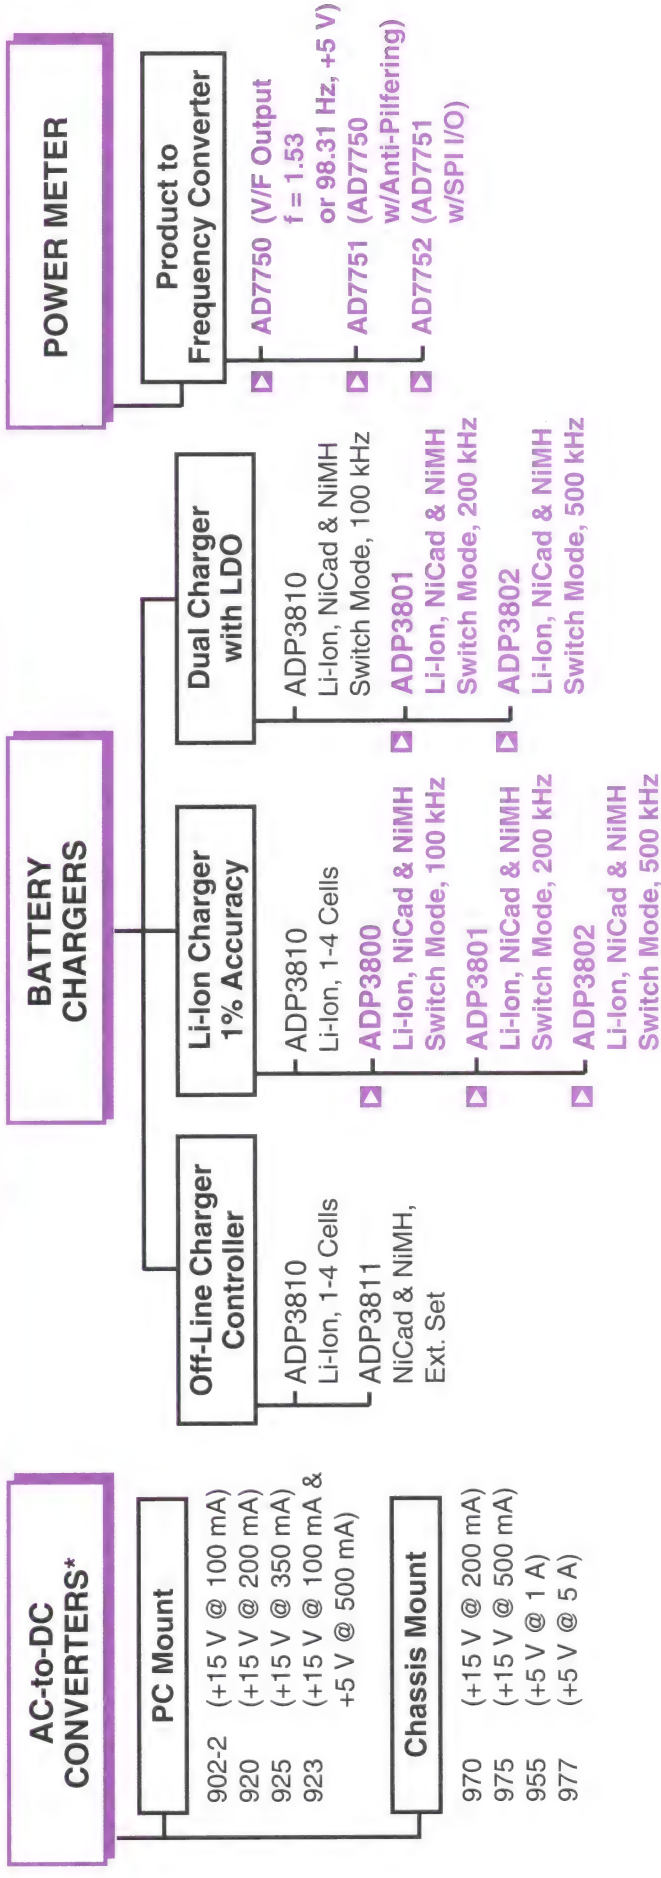 AC-to-DC
CONVERTERS*
PC Mount
902-2 (+15 V @ 100 mA)
920 (+15 V @ 200 mA)
925 (+15 V @ 350 mA)
923 (+15 V @ 100 mA &
+5 V @ 500 mA)
Chassis Mount
970 (+15 V @ 200 mA)
975 (+15 V @ 500 mA)
955 (+5 V @ 1 A)
977 (+5 V @ 5 A)
BATTERY
CHARGERS
Off-Line Charger
Controller
ADP3810
Li-Ion, 1-4 Cells
ADP3811
NiCad & NiMH,
Ext. Set
Li-Ion Charger
1% Accuracy
ADP3810
Li-Ion, 1-4 Cells
ADP3800
Li-Ion, NiCad & NiMH
Switch Mode, 100 kHz
ADP3801
Li-Ion, NiCad & NiMH
Switch Mode, 200 kHz
ADP3802
Li-Ion, NiCad & NiMH
Switch Mode, 500 kHz
Dual Charger
with LDO
ADP3810
Li-Ion, NiCad & NiMH
Switch Mode, 100 kHz
ADP3801
Li-Ion, NiCad & NiMH
Switch Mode, 200 kHz
ADP3802
Li-Ion, NiCad & NiMH
Switch Mode, 500 kHz
POWER METER
Product to
Frequency Converter
AD7750 (V/F Output
f = 1.53
or 98.31 Hz, +5 V)
AD7751 (AD7750
w/Anti-Pilfering)
AD7752 (AD7751
w/SPI I/O)